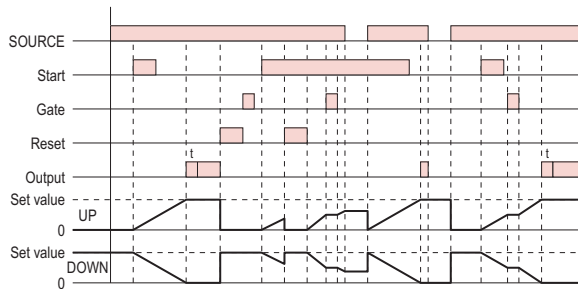 SOURCE
Start
Gate
Reset
t
t
Output
Set value
UP
0
Set value
DOWN
0